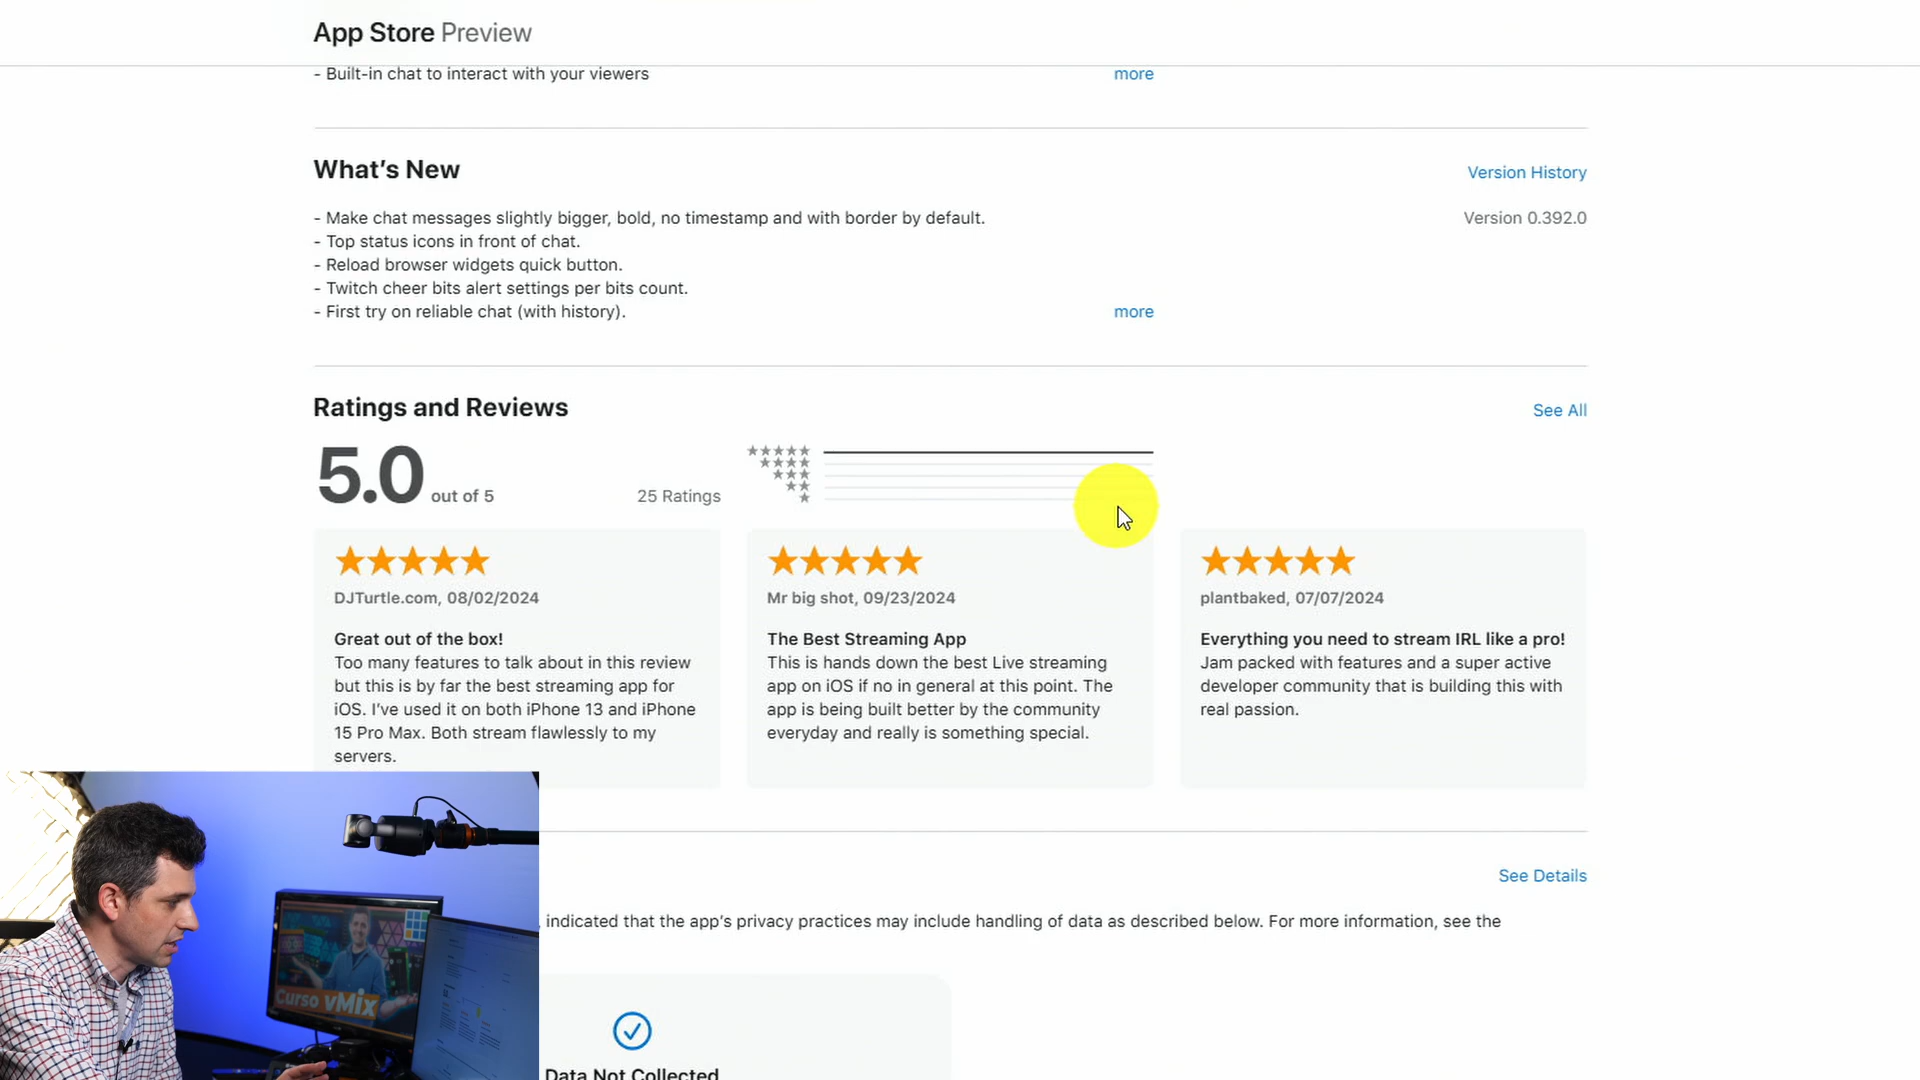 App Store Preview
- Built-in chat to interact with your viewers
more
What's New
Version History
- Make chat messages slightly bigger, bold, no timestamp and with border by default.
Version 0.392.0
- Top status icons in front of chat.
- Reload browser widgets quick button.
- Twitch cheer bits alert settings per bits count.
- First try on reliable chat (with history).
more
Ratings and Reviews
See All
5.0 out of 5
25 Ratings
DJTurtle.com, 08/02/2024
Great out of the box!
Too many features to talk about in this review
but this is by far the best streaming app for
iOS. I've used it on both iPhone 13 and iPhone
15 Pro Max. Both stream flawlessly to my
servers.
Mr big shot, 09/23/2024
The Best Streaming App
This is hands down the best Live streaming
app on iOS if no in general at this point. The
app is being built better by the community
everyday and really is something special.
plantbaked, 07/07/2024
Everything you need to stream IRL like a pro!
Jam packed with features and a super active
developer community that is building this with
real passion.
See Details
, indicated that the app's privacy practices may include handling of data as described below. For more information, see the
Data Not Collected
Curso vMix